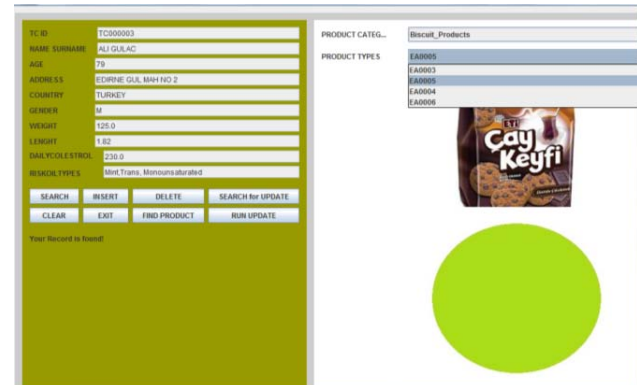 TC ID TC000003
NAME SURNAME ALI GULAC
AGE 79
ADDRESS EDIRNE GUL MAH NO 2
COUNTRY TURKEY
GENDER M
WEIGHT 125.0
LENGHT 1.62
DAILYCOLESTROL 230.0
RISKOILTYPES Mint,Trans, Monounsaturated
SEARCH INSERT DELETE SEARCH for UPDATE
CLEAR EXIT FIND PRODUCT RUN UPDATE
Your Record is found!
PRODUCT CATEG... Biscuit_Products
PRODUCT TYPES EA0005
EA0003
EA0005
EA0004
EA0006
ETİ
Çay
Keyfi